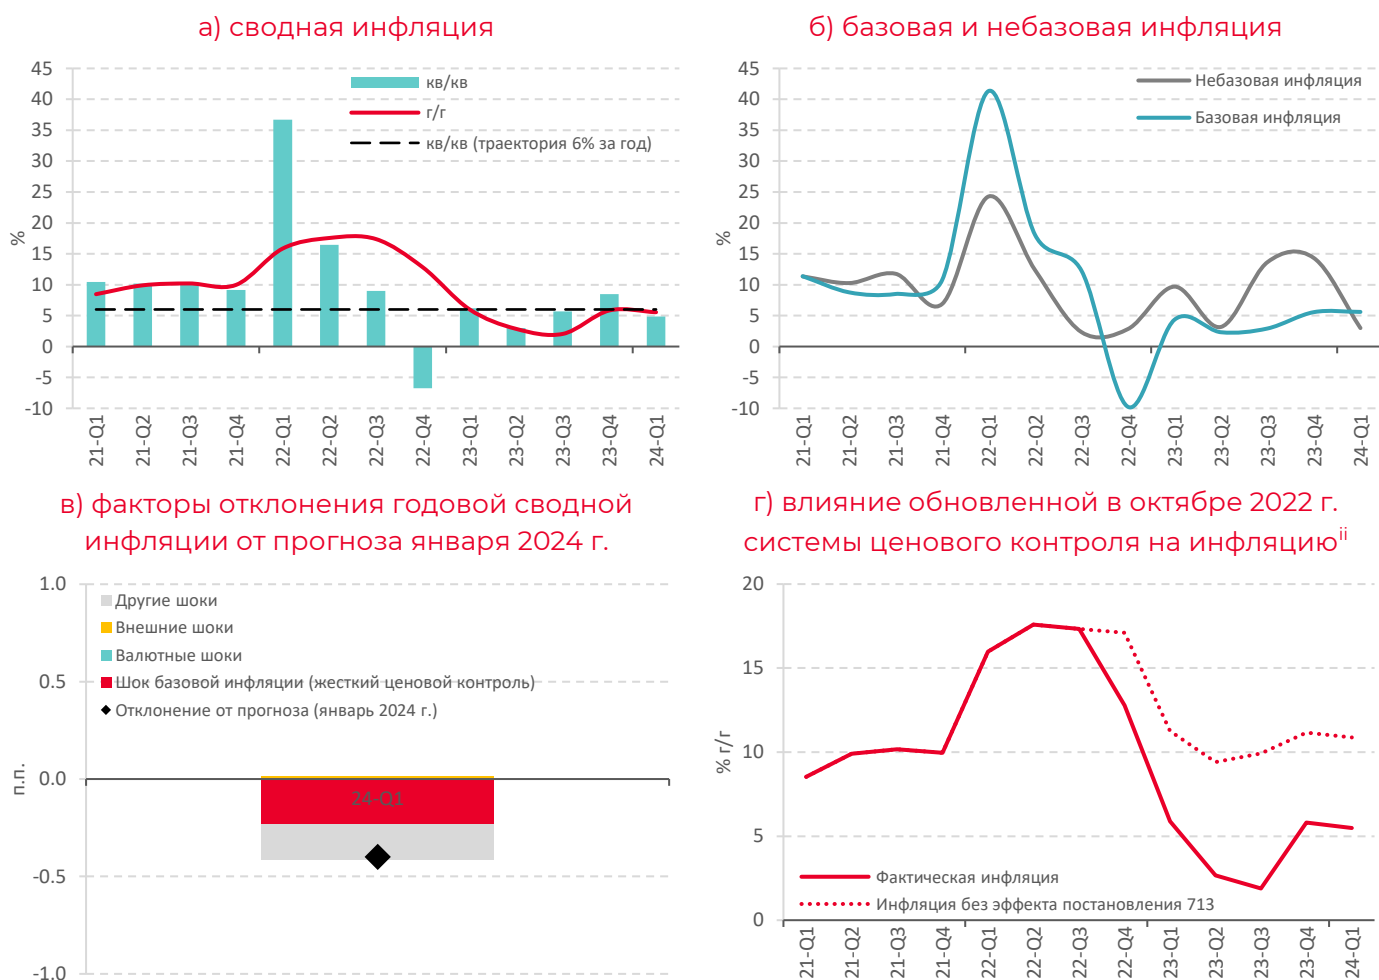 а) сводная инфляция
45
40
35
30
25
20
15
10
5
0
-5
-10
%
кв/кв
г/г
кв/кв (траектория 6% за год)
21-Q1
21-Q2
21-Q3
21-Q4
22-Q1
22-Q2
22-Q3
22-Q4
23-Q1
23-Q2
23-Q3
23-Q4
24-Q1
б) базовая и небазовая инфляция
45
40
35
30
25
20
15
10
5
0
-5
-10
%
Небазовая инфляция
Базовая инфляция
21-Q1
21-Q2
21-Q3
21-Q4
22-Q1
22-Q2
22-Q3
22-Q4
23-Q1
23-Q2
23-Q3
23-Q4
24-Q1
в) факторы отклонения годовой сводной
инфляции от прогноза января 2024 г.
1.0
0.5
0.0
-0.5
-1.0
п.п.
Другие шоки
Внешние шоки
Валютные шоки
Шок базовой инфляции (жесткий ценовой контроль)
Отклонение от прогноза (январь 2024 г.)
24-Q1
г) влияние обновленной в октябре 2022 г.
системы ценового контроля на инфляциюii
20
15
10
5
0
% г/г
Фактическая инфляция
Инфляция без эффекта постановления 713
21-Q1
21-Q2
21-Q3
21-Q4
22-Q1
22-Q2
22-Q3
22-Q4
23-Q1
23-Q2
23-Q3
23-Q4
24-Q1